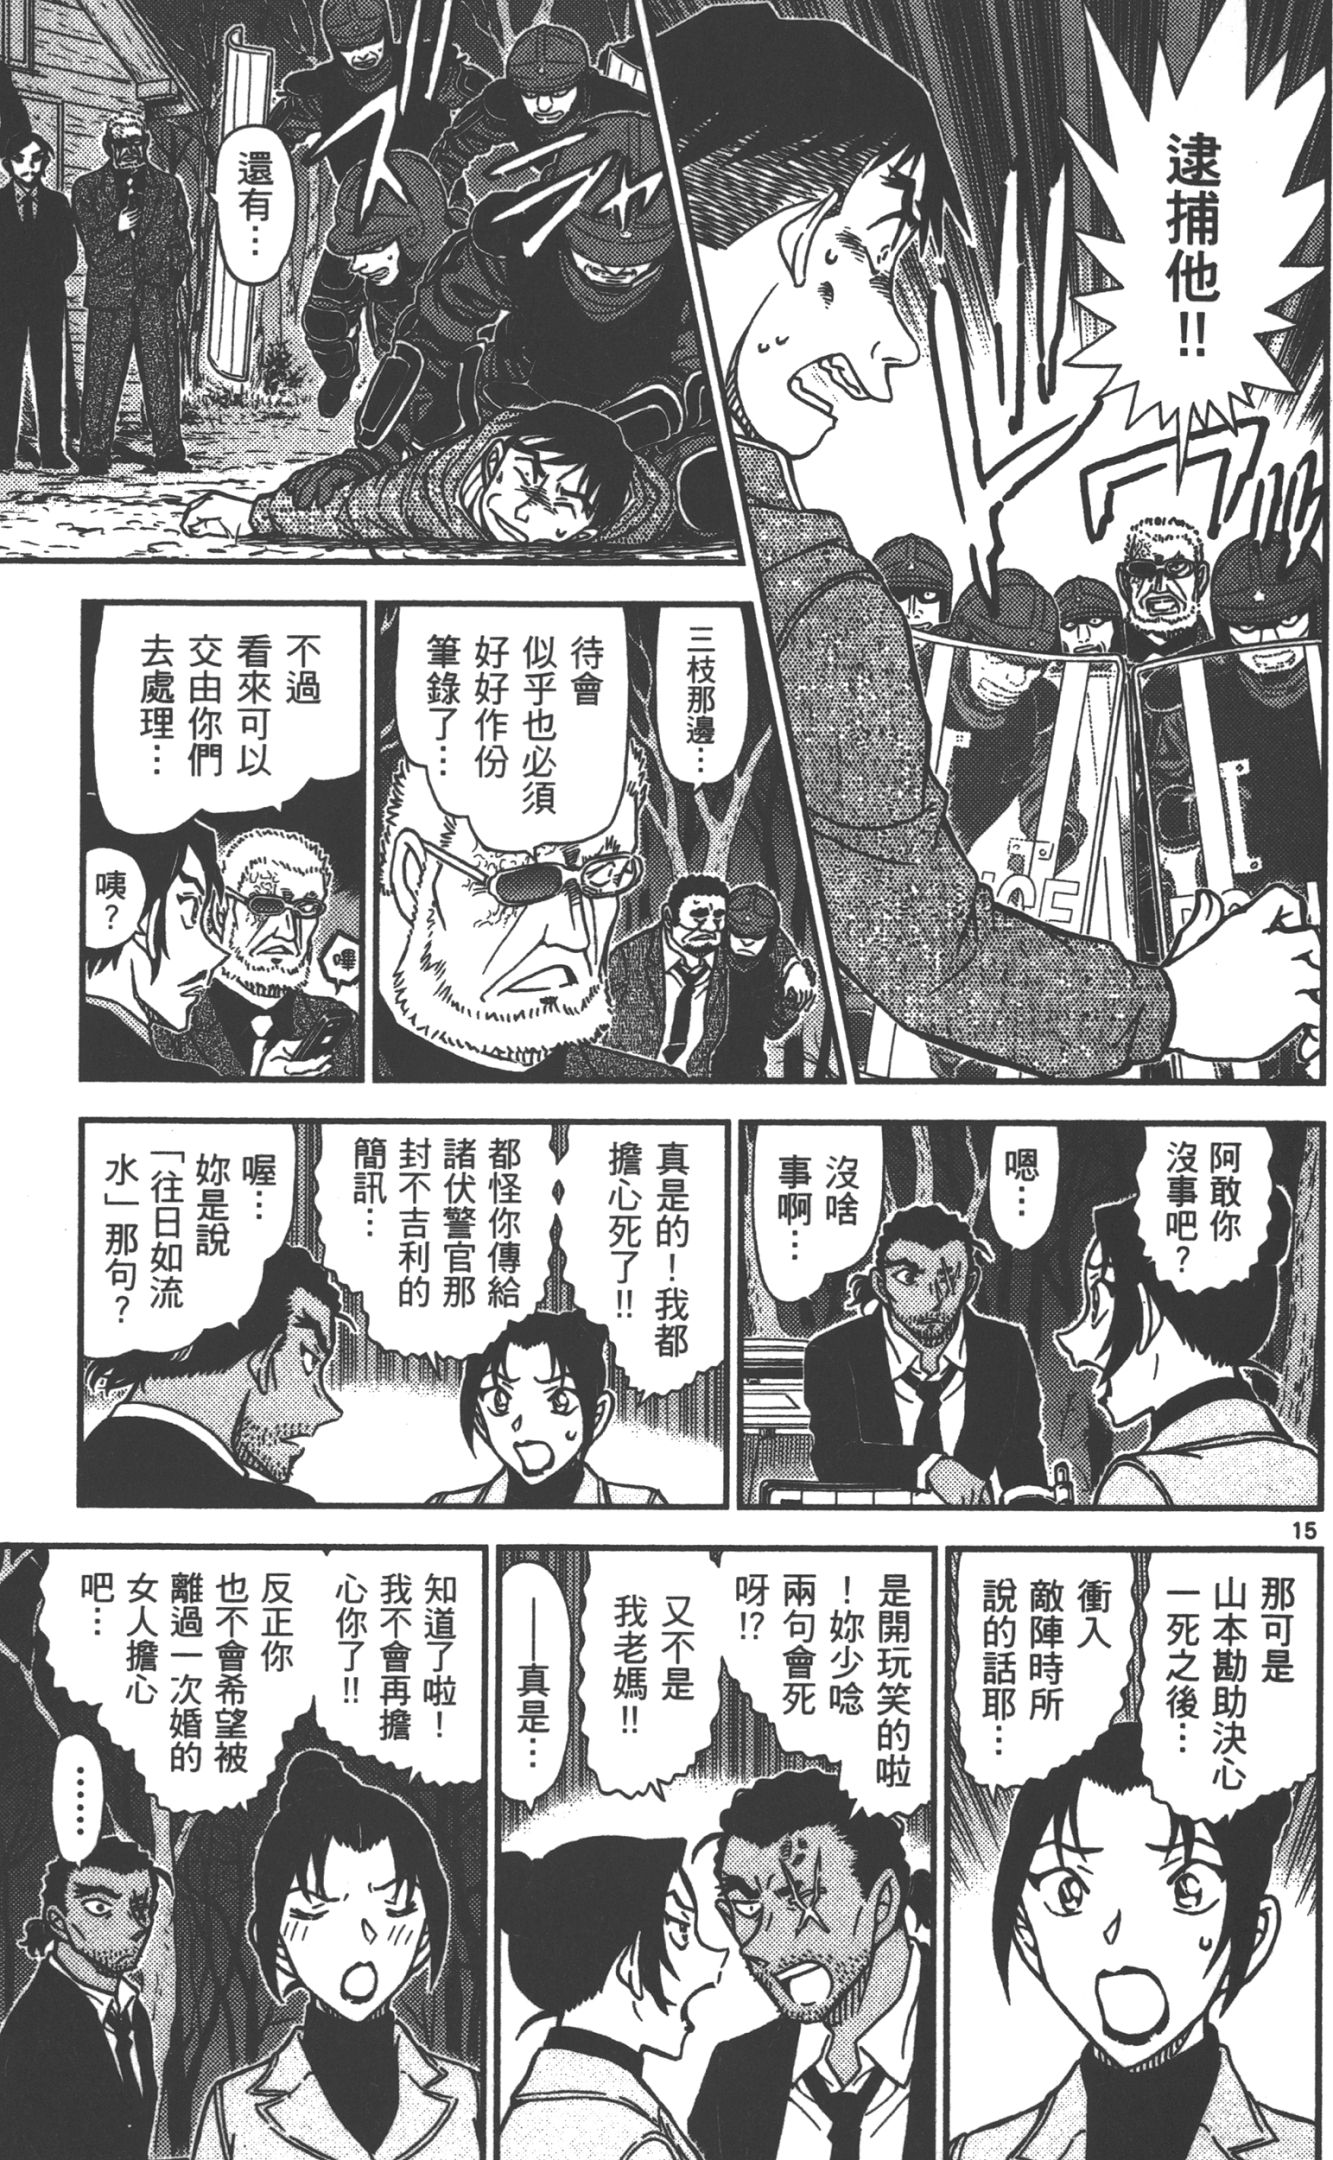 逮捕他!!
POLICE
還有…
三枝那邊…
待會
似乎也必須
好好作份
筆錄了…
不過
看來可以
交由你們
去處理…
嗶
咦？
阿敢你
沒事吧？
嗯…
沒啥
事啊…
真是的！我都
擔心死了!!
都怪你傳給
諸伏警官那
封不吉利的
簡訊…
喔…
妳是說
「往日如流
水」那句？
15
那可是
山本勘助決心
一死之後…
衝入
敵陣時所
說的話耶…
是開玩笑的啦
！妳少唸
兩句會死
呀!?
又不是
我老媽!!
——真是…
知道了啦！
我不會再擔
心你了!!
反正你
也不會希望被
離過一次婚的
女人擔心
吧…
……